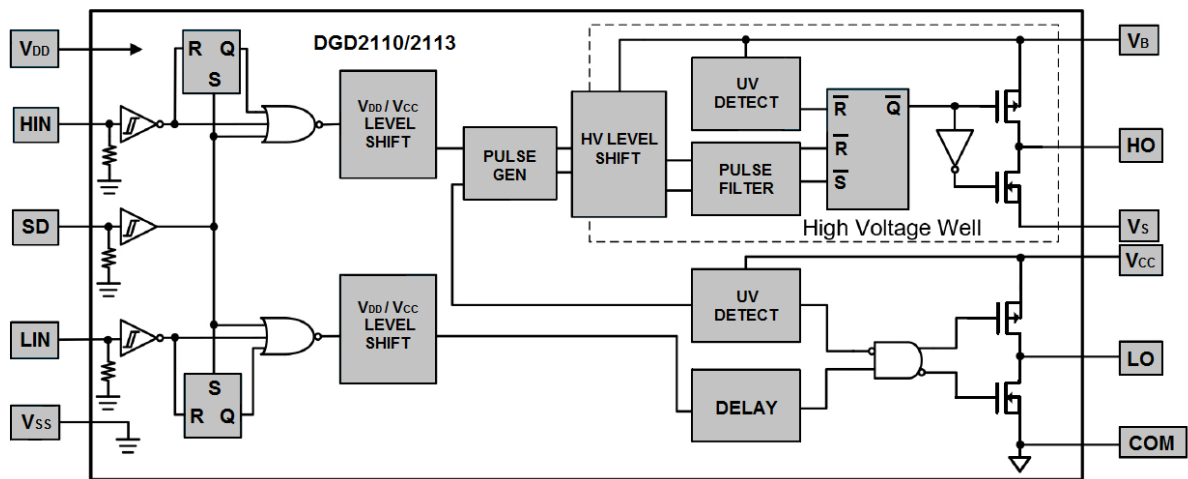 DGD2110/2113
VDD
HIN
SD
LIN
VSS
R Q
S
VDD / VCC
LEVEL
SHIFT
PULSE
GEN
HV LEVEL
SHIFT
UV
DETECT
PULSE
FILTER
R̅ Q̅
R̅
S̅
High Voltage Well
VB
HO
VS
VCC
LO
COM
S
R Q
VDD / VCC
LEVEL
SHIFT
UV
DETECT
DELAY